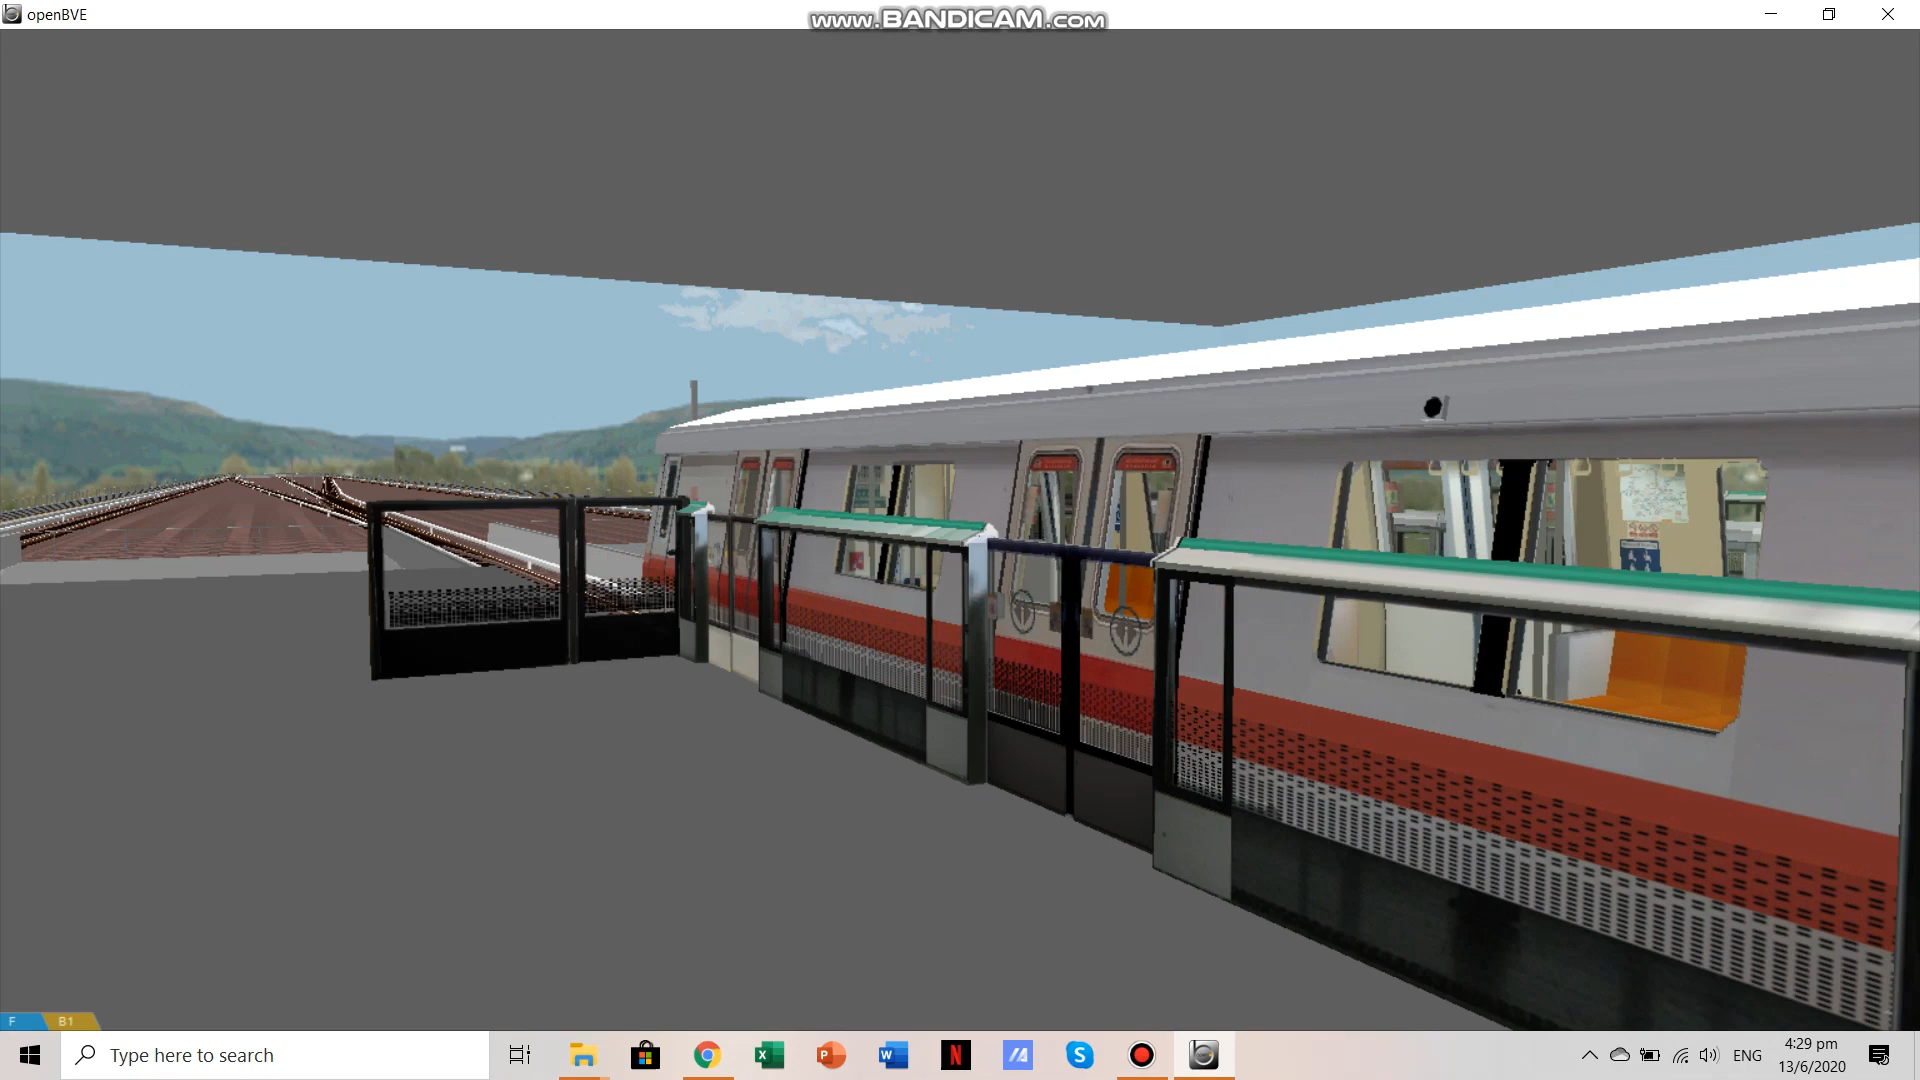 openBVE
www.BANDICAM.com
F
B1
Type here to search
ENG
4:29 pm
13/6/2020